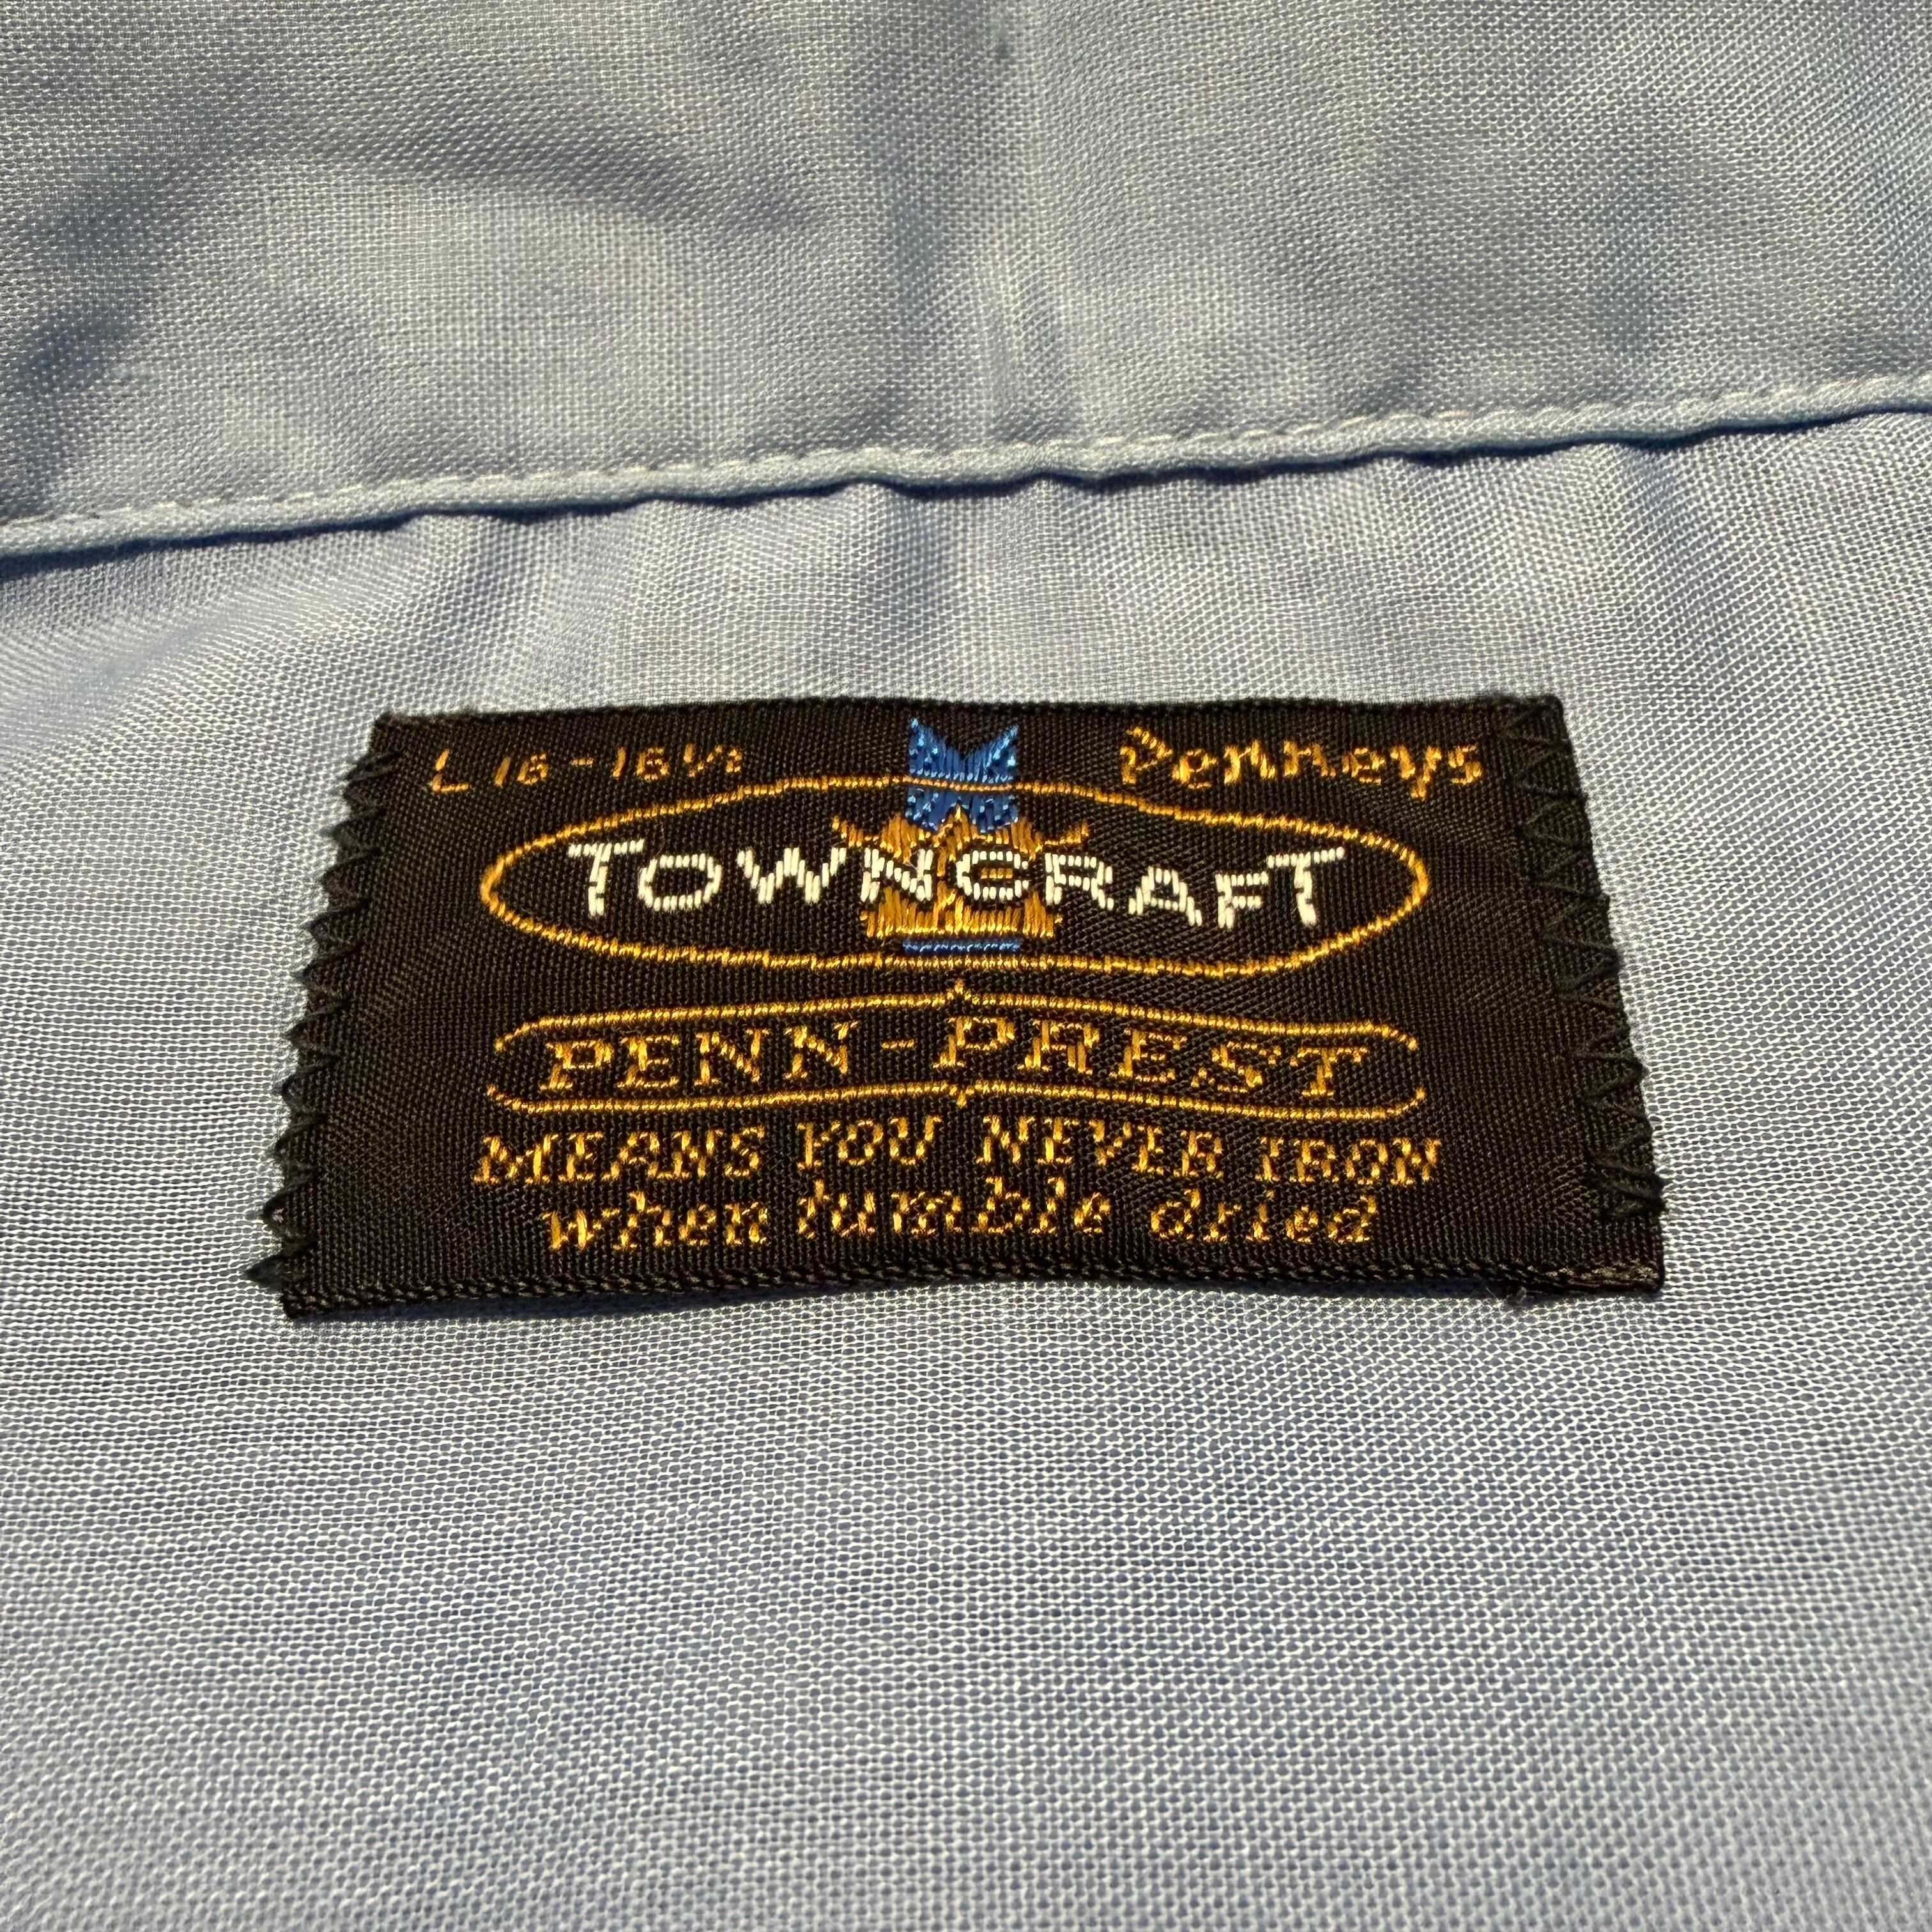 L 16-16½ Penneys
TOWNCRAFT
PENN-PREST
MEANS YOU NEVER IRON
when tumble dried